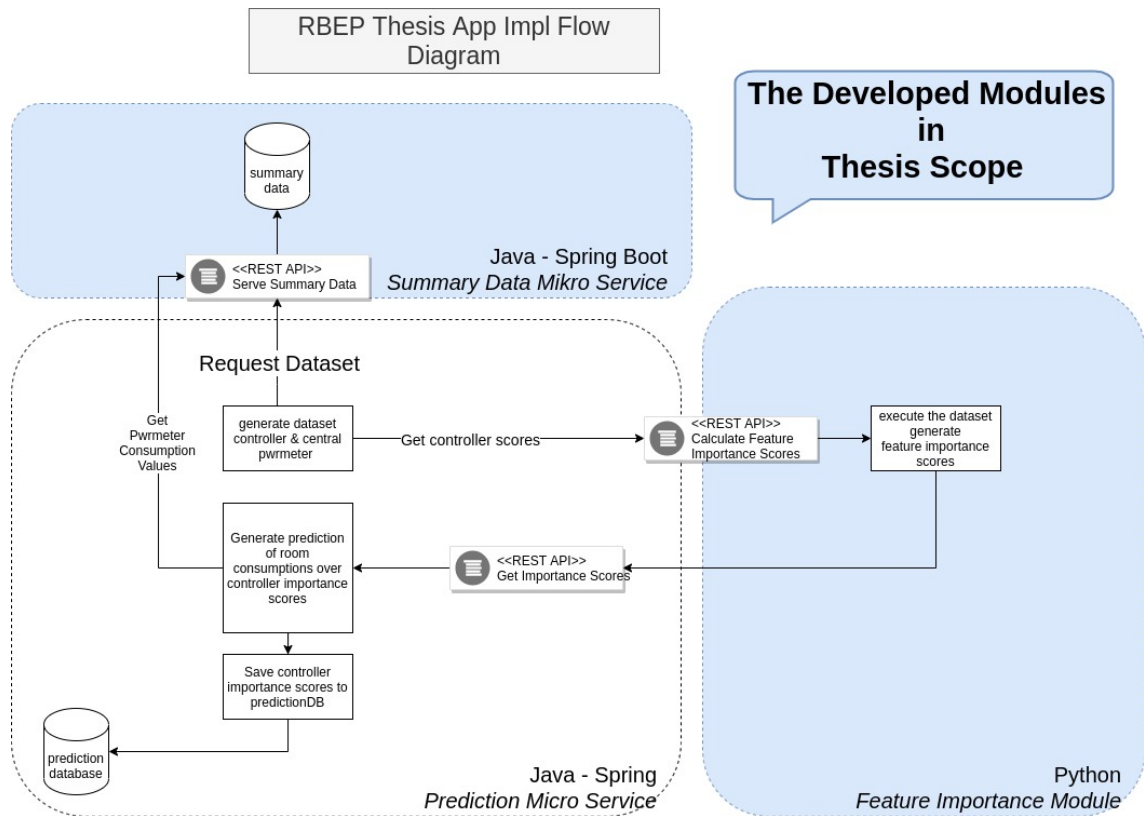 RBEP Thesis App Impl Flow
Diagram
The Developed Modules
in
Thesis Scope
summary
data
<<REST API>>
Serve Summary Data
Java - Spring Boot
Summary Data Mikro Service
Request Dataset
Get
Pwrmeter
Consumption
Values
generate dataset
controller & central
pwrmeter
Get controller scores
<<REST API>>
Calculate Feature
Importance Scores
execute the dataset
generate
feature importance
scores
Generate prediction
of room
consumptions over
controller importance
scores
<<REST API>>
Get Importance Scores
Save controller
importance scores to
predictionDB
prediction
database
Java - Spring
Prediction Micro Service
Python
Feature Importance Module